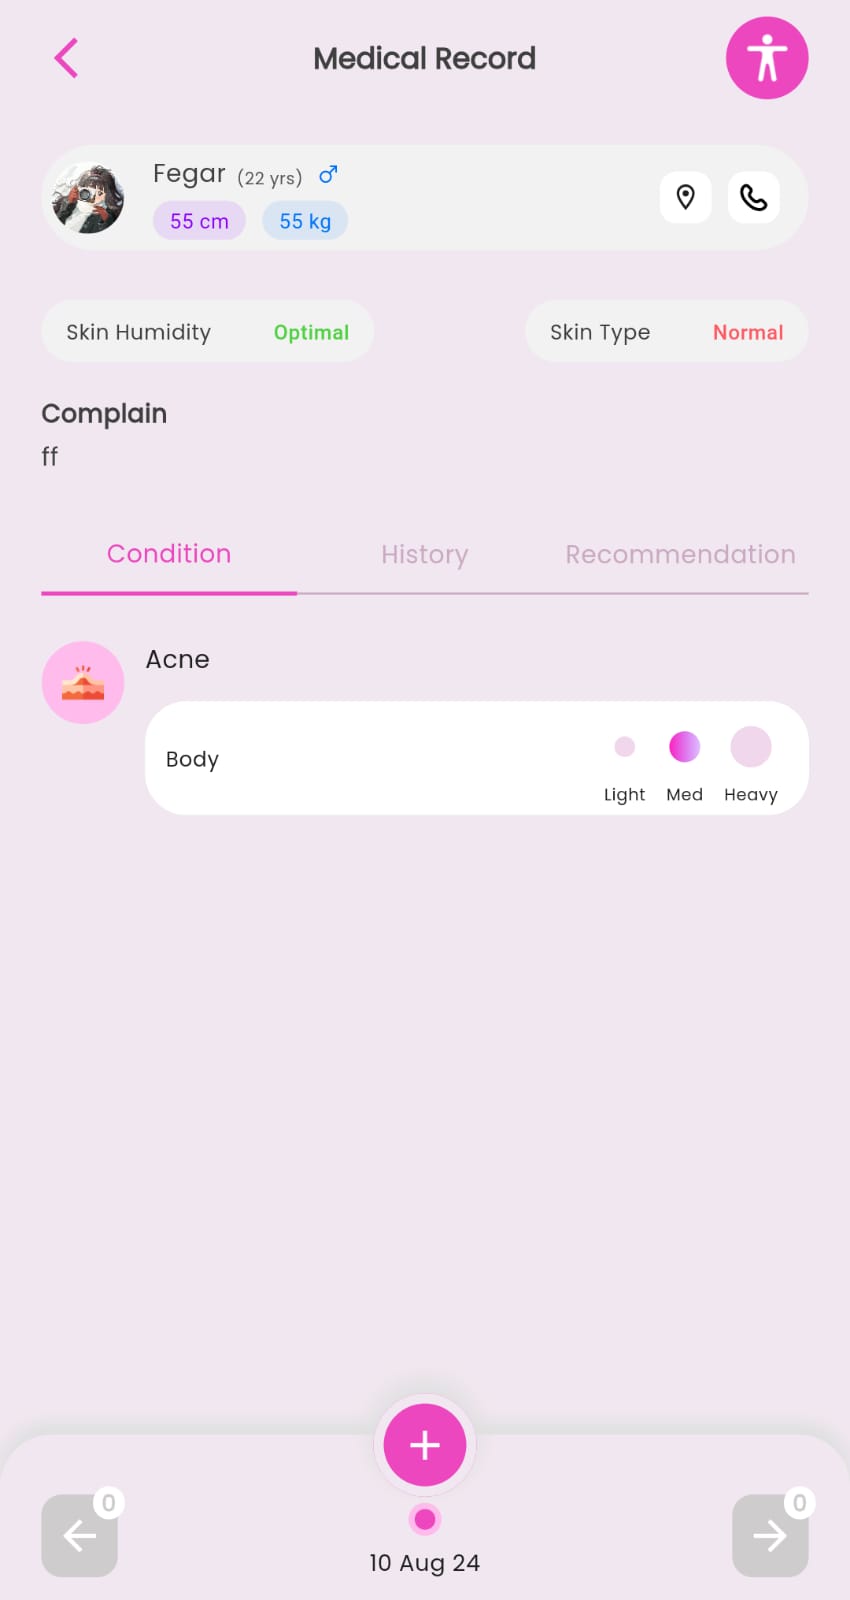 Medical Record
Fegar (22 yrs)
55 cm 55 kg
Skin Humidity Optimal Skin Type Normal
Complain
ff
Condition History Recommendation
Acne
Body
Light Med Heavy
0 0
10 Aug 24